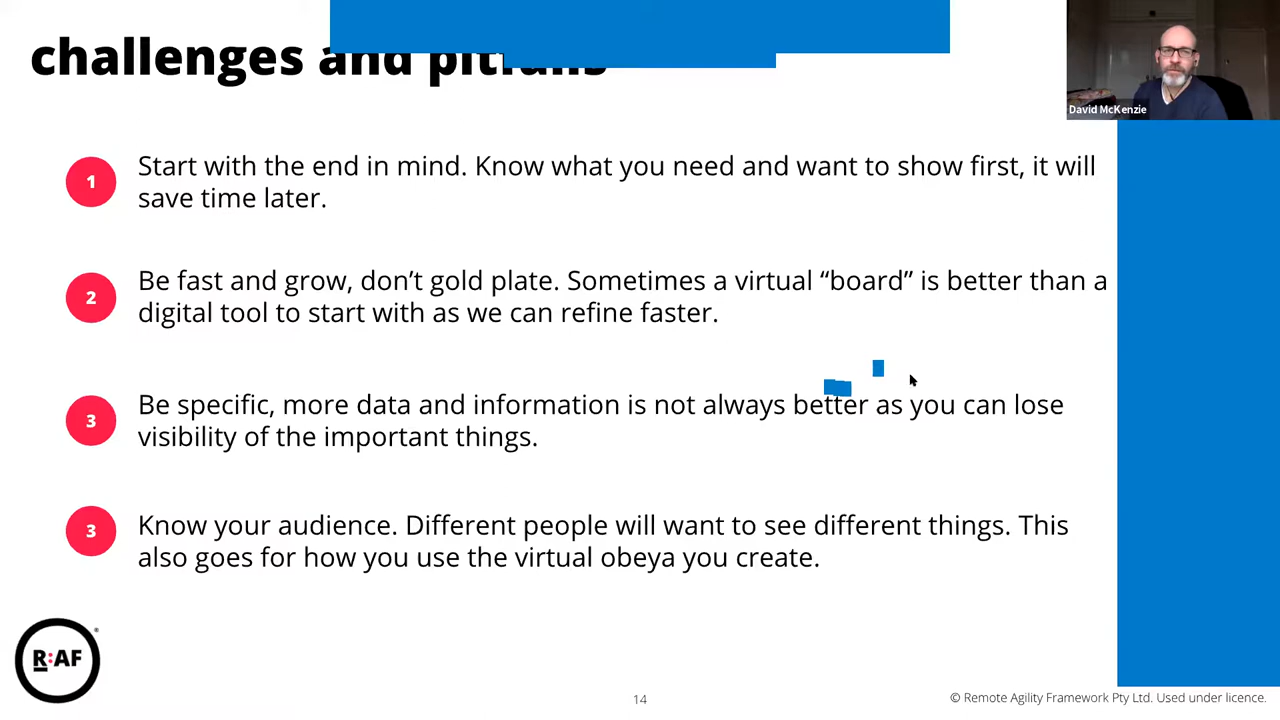 challenges and pitfalls
David McKenzie
1
Start with the end in mind. Know what you need and want to show first, it will
save time later.
2
Be fast and grow, don’t gold plate. Sometimes a virtual “board” is better than a
digital tool to start with as we can refine faster.
3
Be specific, more data and information is not always better as you can lose
visibility of the important things.
3
Know your audience. Different people will want to see different things. This
also goes for how you use the virtual obeya you create.
R:AF
®
14
© Remote Agility Framework Pty Ltd. Used under licence.